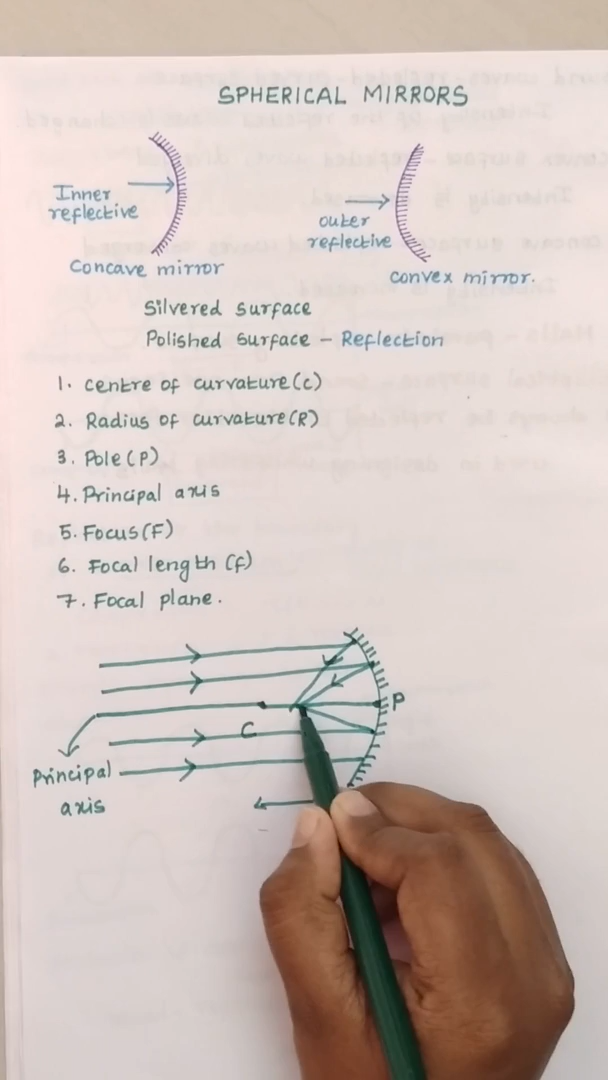 SPHERICAL MIRRORS
Inner
reflective
Concave mirror
outer
reflective
convex mirror.
Silvered surface
Polished surface - Reflection
1. centre of curvature (c)
2. Radius of curvature (R)
3. Pole (P)
4. Principal axis
5. Focus (F)
6. Focal length (f)
7. Focal plane.
P
C
Principal
axis